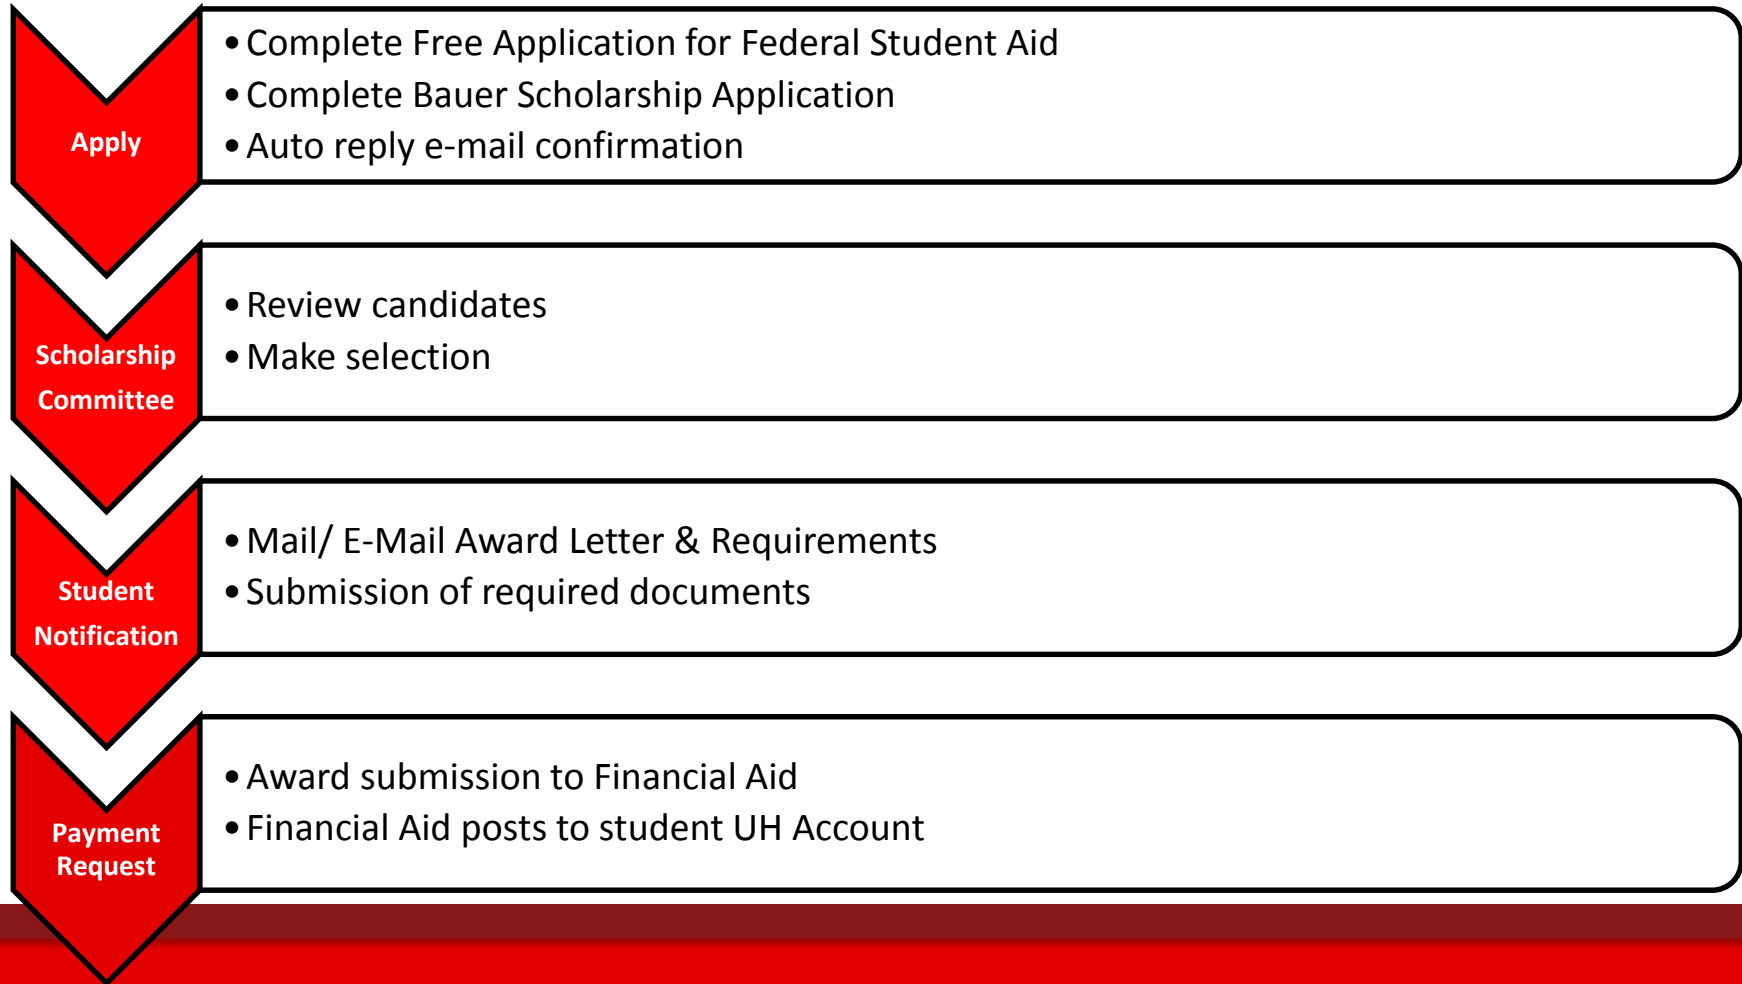 Apply
•Complete Free Application for Federal Student Aid
•Complete Bauer Scholarship Application
•Auto reply e-mail confirmation
Scholarship
Committee
•Review candidates
•Make selection
Student
Notification
•Mail/ E-Mail Award Letter & Requirements
•Submission of required documents
Payment
Request
•Award submission to Financial Aid
•Financial Aid posts to student UH Account